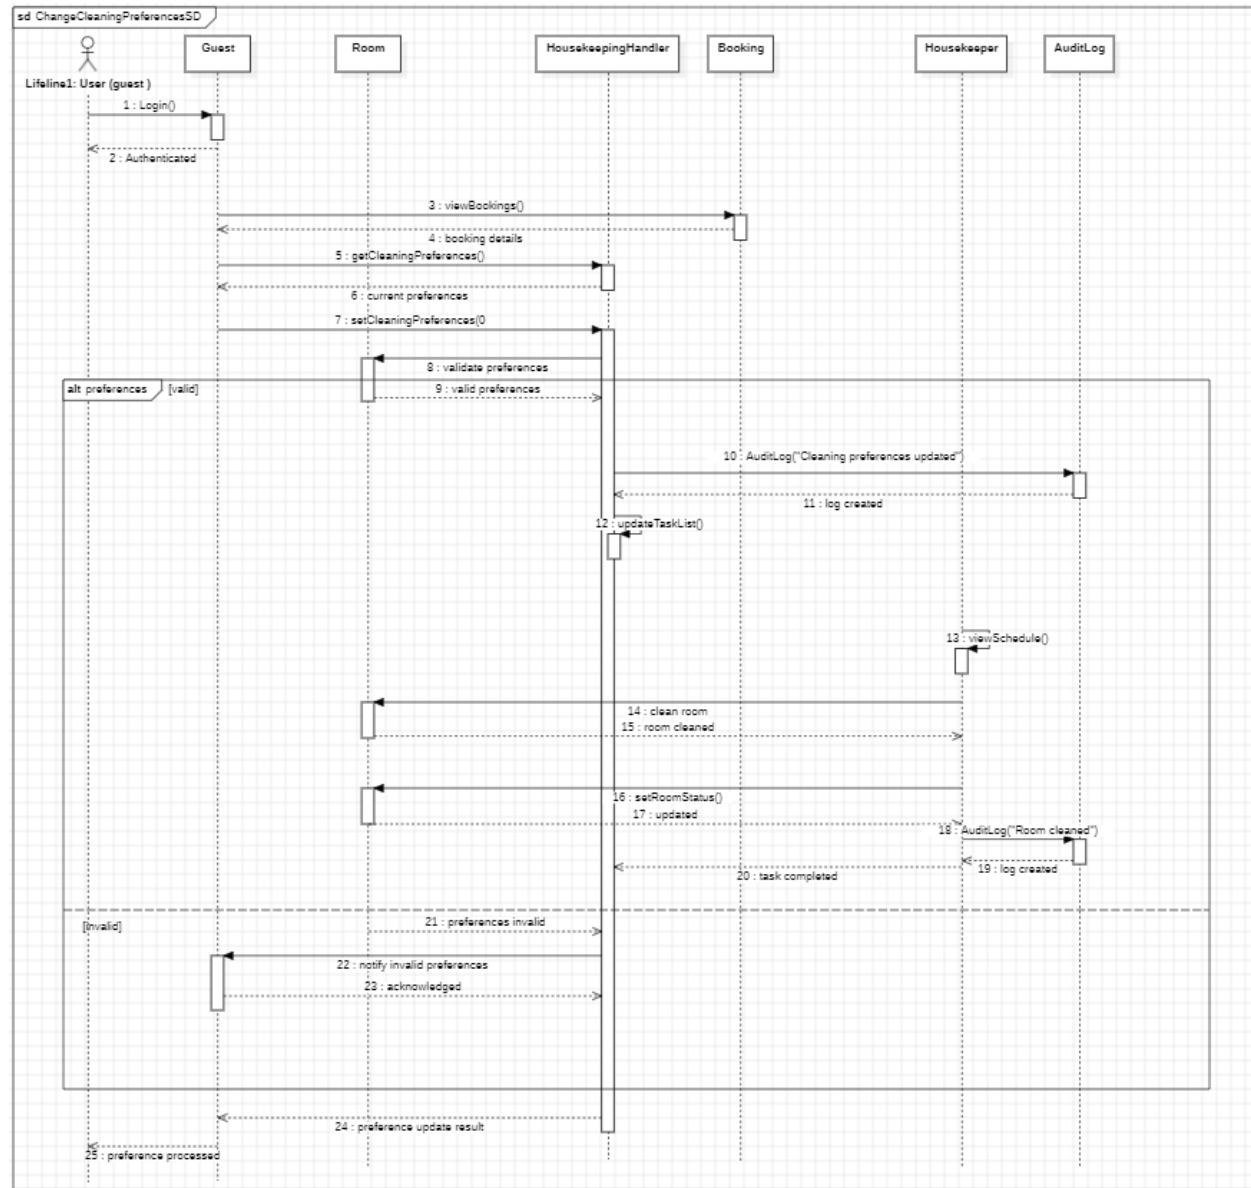 sd ChangeCleaningPreferencesSD
Guest
Room
HousekeepingHandler
Booking
Housekeeper
AuditLog
Lifeline1: User (guest )
1 : Login()
2 : Authenticated
3 : viewBookings()
4 : booking details
5 : getCleaningPreferences()
6 : current preferences
7 : setCleaningPreferences(0
8 : validate preferences
alt preferences
[valid]
9 : valid preferences
10 : AuditLog("Cleaning preferences updated")
11 : log created
12 : updateTaskList()
13 : viewSchedule()
14 : clean room
15 : room cleaned
16 : setRoomStatus()
17 : updated
18 : AuditLog("Room cleaned")
19 : log created
20 : task completed
[invalid]
21 : preferences invalid
22 : notify invalid preferences
23 : acknowledged
24 : preference update result
25 : preference processed